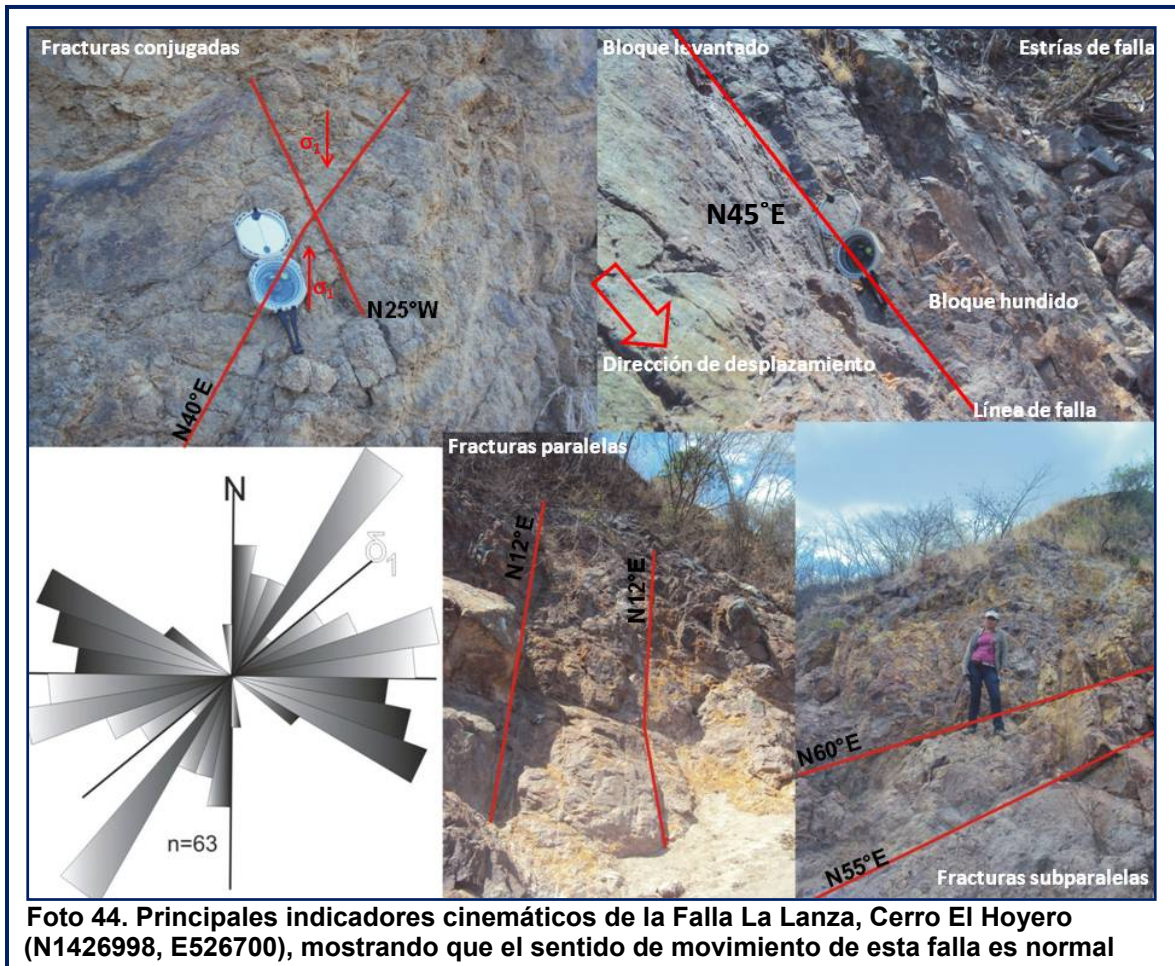 Fracturas conjugadas
σ1
σ1
N25°W
N40°E
Bloque levantado
Estrías de falla
N45°E
Bloque hundido
Dirección de desplazamiento
Línea de falla
N
δ1
n=63
Fracturas paralelas
N12°E
N12°E
N60°E
N55°E
Fracturas subparalelas
Foto 44. Principales indicadores cinemáticos de la Falla La Lanza, Cerro El Hoyero
(N1426998, E526700), mostrando que el sentido de movimiento de esta falla es normal